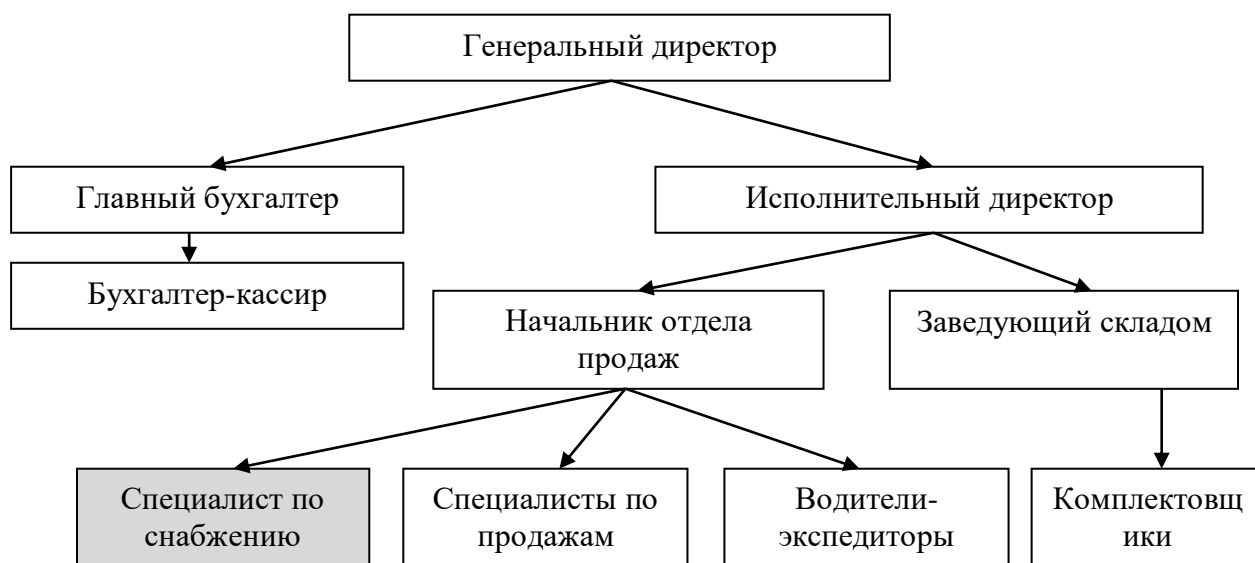 Генеральный директор
Главный бухгалтер
Исполнительный директор
Бухгалтер-кассир
Начальник отдела
продаж
Заведующий складом
Специалист по
снабжению
Специалисты по
продажам
Водители-
экспедиторы
Комплектовщ
ики